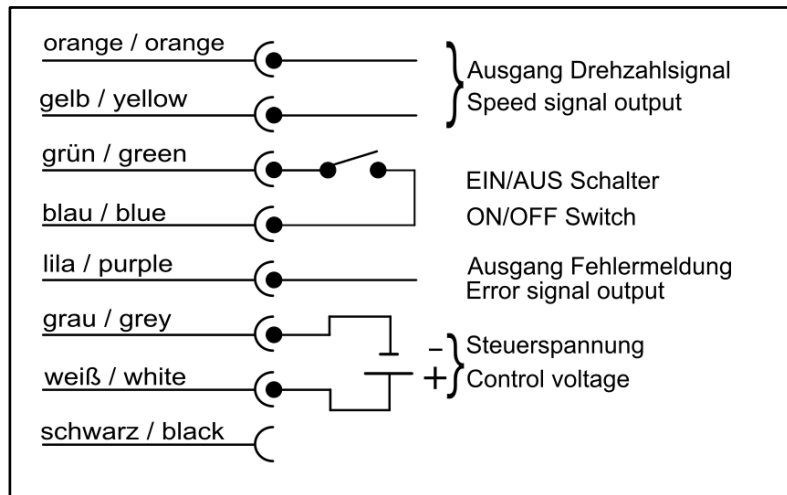 orange / orange
gelb / yellow
grün / green
blau / blue
lila / purple
grau / grey
weiß / white
schwarz / black
Ausgang Drehzahlsignal
Speed signal output
EIN/AUS Schalter
ON/OFF Switch
Ausgang Fehlermeldung
Error signal output
– Steuerspannung
+ Control voltage